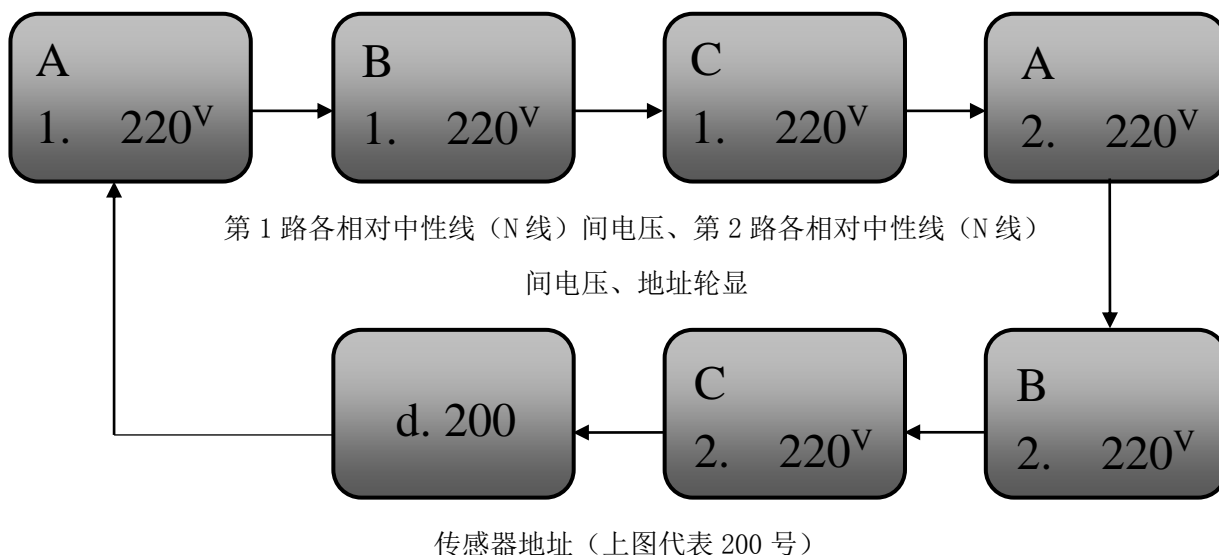 A
1. 220V
B
1. 220V
C
1. 220V
A
2. 220V
第1路各相对中性线（N线）间电压、第2路各相对中性线（N线）
间电压、地址轮显
d. 200
C
2. 220V
B
2. 220V
传感器地址（上图代表200号）